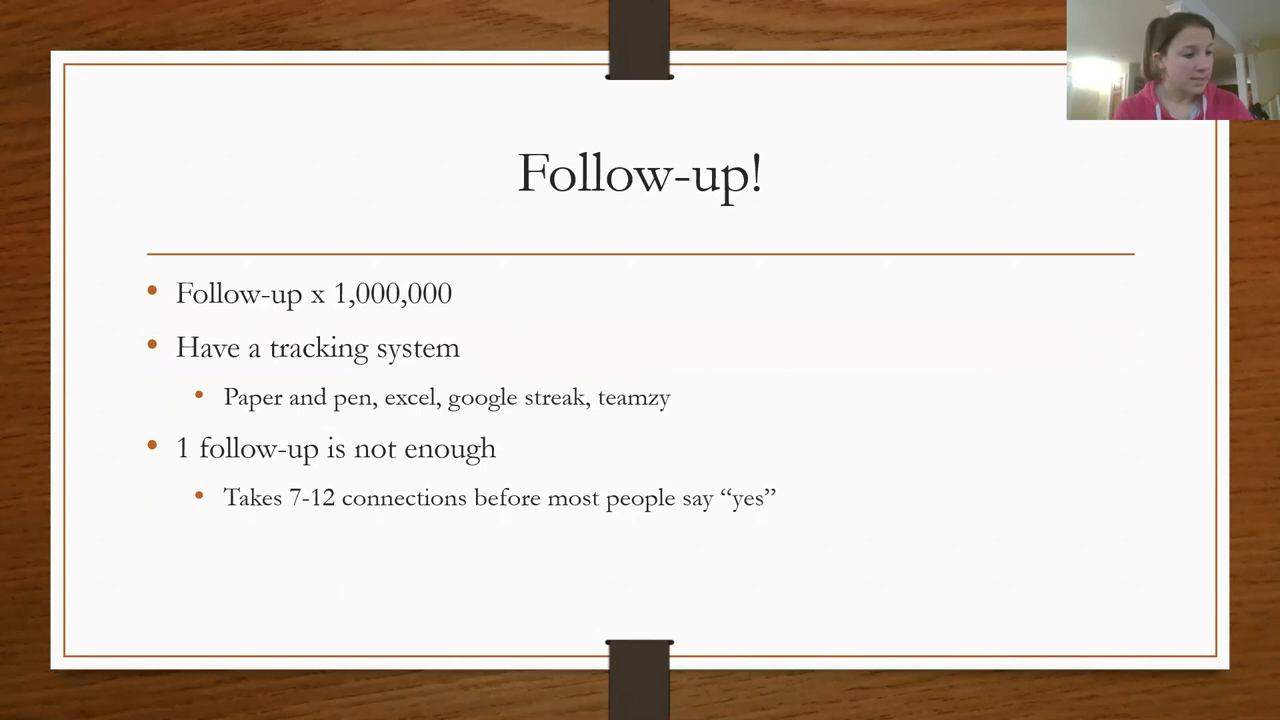 Follow-up!
Follow-up x 1,000,000
Have a tracking system
Paper and pen, excel, google streak, teamzy
1 follow-up is not enough
Takes 7-12 connections before most people say “yes”